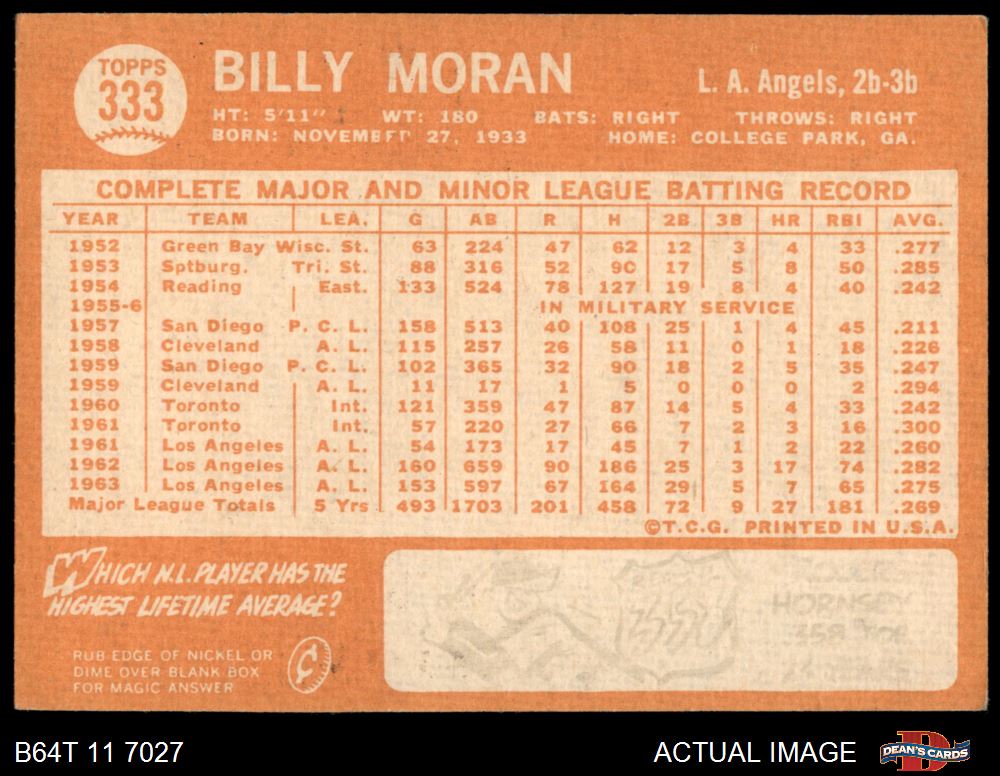 TOPPS
333
BILLY MORAN
L. A. Angels, 2b-3b
HT: 5'11" WT: 180 BATS: RIGHT THROWS: RIGHT
BORN: NOVEMBER 27, 1933 HOME: COLLEGE PARK, GA.
COMPLETE MAJOR AND MINOR LEAGUE BATTING RECORD
YEAR TEAM LEA. G AB R H 2B 3B HR RBI AVG.
1952 Green Bay Wisc. St. 63 224 47 62 12 3 4 33 .277
1953 Sptburg. Tri. St. 88 316 52 90 17 5 8 50 .285
1954 Reading East. 133 524 78 127 19 8 4 40 .242
1955-6 IN MILITARY SERVICE
1957 San Diego P. C. L. 158 513 40 108 25 1 4 45 .211
1958 Cleveland A. L. 115 257 26 58 11 0 1 18 .226
1959 San Diego P. C. L. 102 365 32 90 18 2 5 35 .247
1959 Cleveland A. L. 11 17 1 5 0 0 0 2 .294
1960 Toronto Int. 121 359 47 87 14 5 4 33 .242
1961 Toronto Int. 57 220 27 66 7 2 3 16 .300
1961 Los Angeles A. L. 54 173 17 45 7 1 2 22 .260
1962 Los Angeles A. L. 160 659 90 186 25 3 17 74 .282
1963 Los Angeles A. L. 153 597 67 164 29 5 7 65 .275
Major League Totals 5 Yrs 493 1703 201 458 72 9 27 181 .269
©T.C.G. PRINTED IN U.S.A.
WHICH N.L. PLAYER HAS THE
HIGHEST LIFETIME AVERAGE?
RUB EDGE OF NICKEL OR
DIME OVER BLANK BOX
FOR MAGIC ANSWER
HORNSBY
B64T 11 7027
ACTUAL IMAGE
DEAN'S CARDS